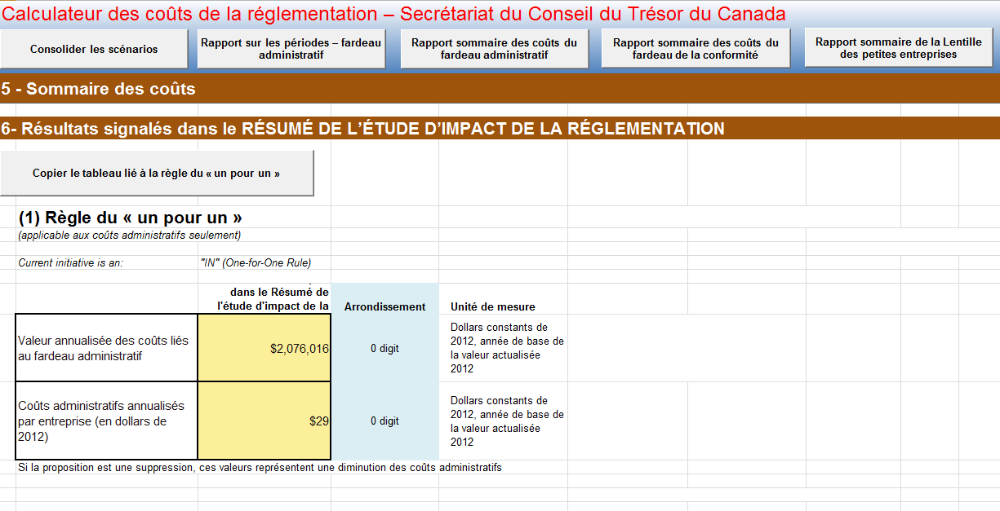 Calculateur des coûts de la réglementation – Secrétariat du Conseil du Trésor du Canada
Consolider les scénarios
Rapport sur les périodes – fardeau
administratif
Rapport sommaire des coûts du
fardeau administratif
Rapport sommaire des coûts du
fardeau de la conformité
Rapport sommaire de la Lentille
des petites entreprises
5 - Sommaire des coûts
6- Résultats signalés dans le RÉSUMÉ DE L’ÉTUDE D’IMPACT DE LA RÉGLEMENTATION
Copier le tableau lié à la règle du « un pour un »
(1) Règle du « un pour un »
(applicable aux coûts administratifs seulement)
Current initiative is an:
"IN" (One-for-One Rule)
dans le Résumé de
l'étude d'impact de la
Arrondissement
Unité de mesure
Valeur annualisée des coûts liés
au fardeau administratif
$2,076,016
0 digit
Dollars constants de
2012, année de base de
la valeur actualisée
2012
Coûts administratifs annualisés
par entreprise (en dollars de
2012)
$29
0 digit
Dollars constants de
2012, année de base de
la valeur actualisée
2012
Si la proposition est une suppression, ces valeurs représentent une diminution des coûts administratifs